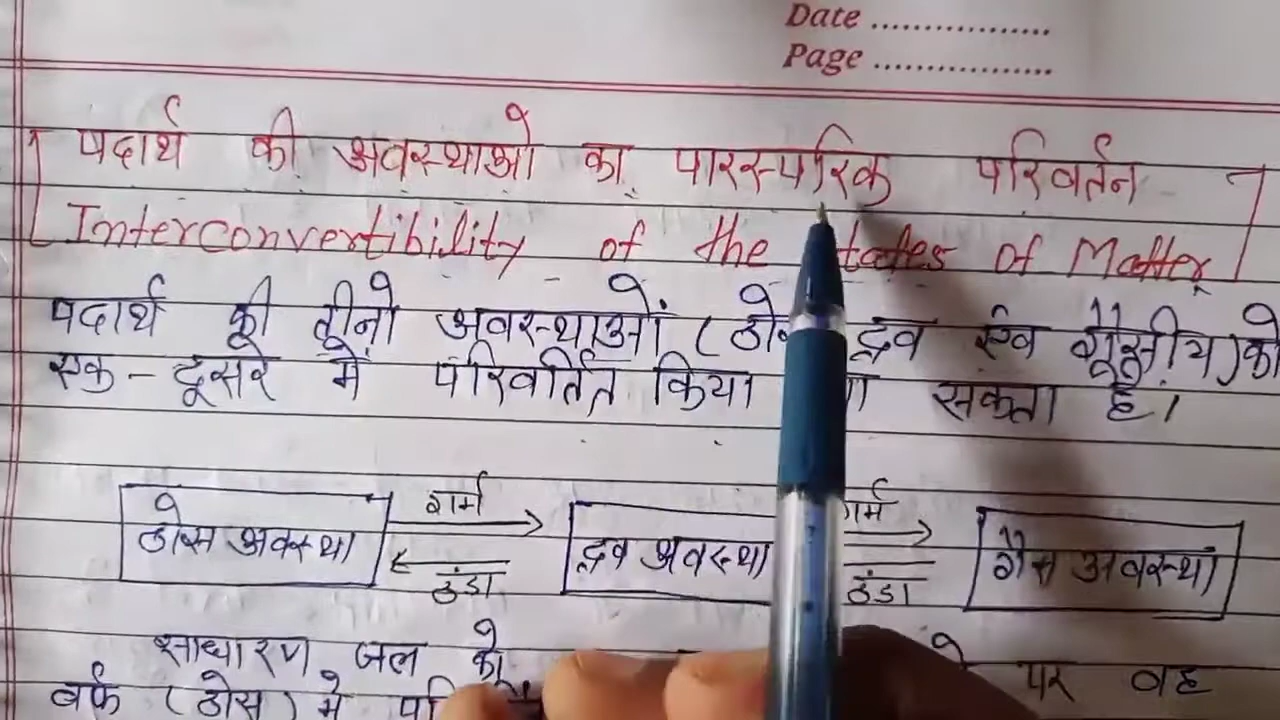 Date ..................
Page ..................
पदार्थ की अवस्थाओ का पारस्परिक परिवर्तन
Interconvertibility of the States of Matter
पदार्थ की तीनो अवस्थाओं (ठोस द्रव एंव गैसीय) को
एक - दूसरे में परिवर्तित किया जा सकता है।
गर्म गर्म
ठोस अवस्था द्रव अवस्था गैस अवस्था
ठंडा ठंडा
साधारण जल को पर वह
बर्फ (ठोस) मे